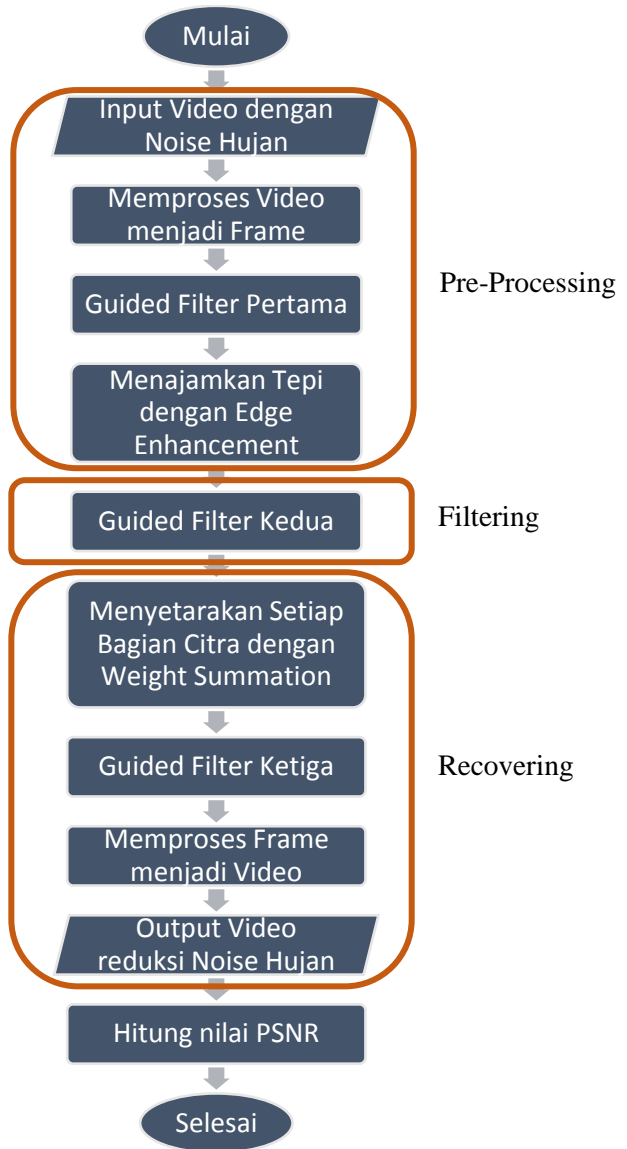 Mulai
Input Video dengan
Noise Hujan
Memproses Video
menjadi Frame
Pre-Processing
Guided Filter Pertama
Menajamkan Tepi
dengan Edge
Enhancement
Guided Filter Kedua
Filtering
Menyetarakan Setiap
Bagian Citra dengan
Weight Summation
Guided Filter Ketiga
Recovering
Memproses Frame
menjadi Video
Output Video
reduksi Noise Hujan
Hitung nilai PSNR
Selesai